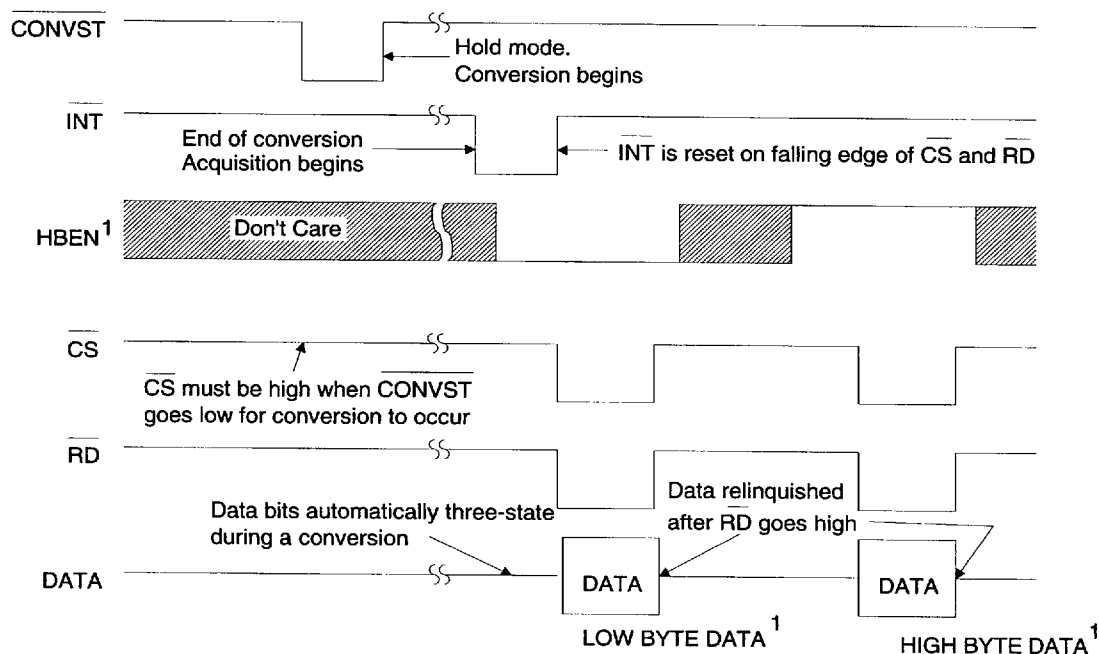 CONVST
Hold mode.
Conversion begins
INT
End of conversion
Acquisition begins
INT is reset on falling edge of CS and RD
HBEN1
Don't Care
CS
CS must be high when CONVST
goes low for conversion to occur
RD
Data bits automatically three-state
during a conversion
Data relinquished
after RD goes high
DATA
DATA
DATA
LOW BYTE DATA1
HIGH BYTE DATA1